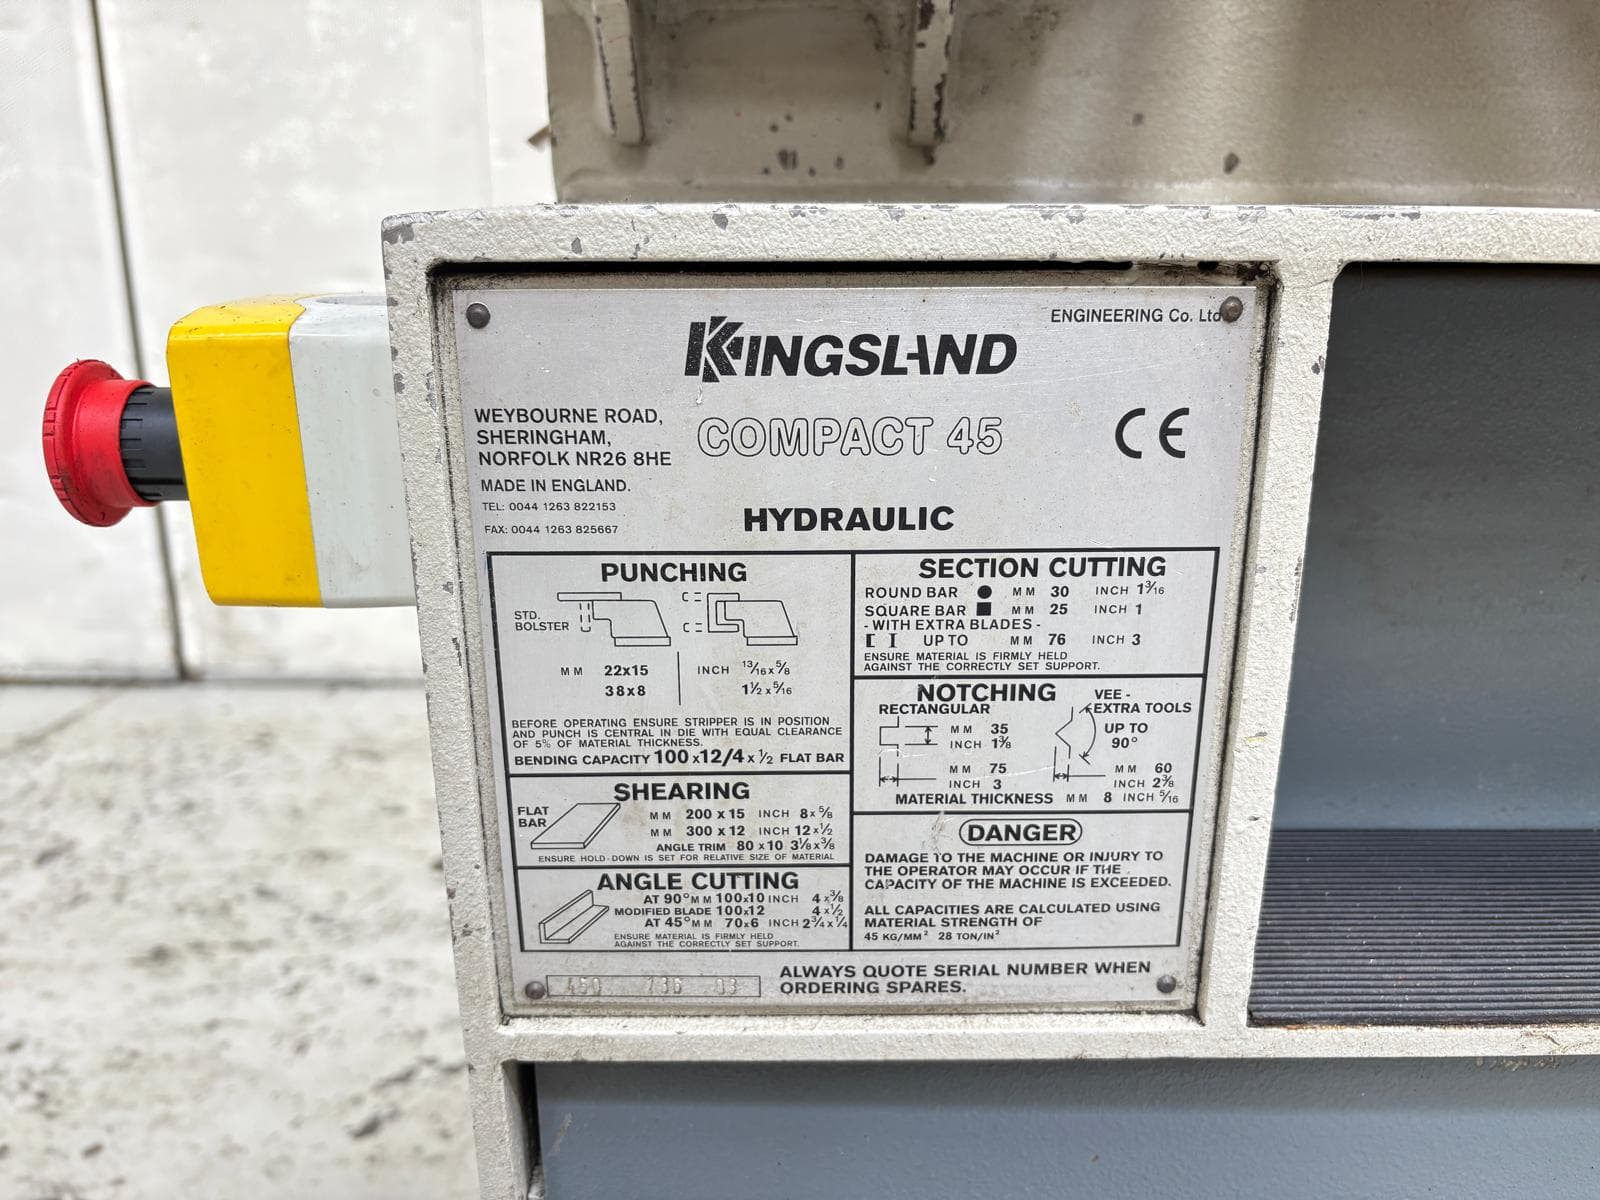 ENGINEERING Co. Ltd
KINGSLAND
WEYBOURNE ROAD,
SHERINGHAM,
NORFOLK NR26 8HE
MADE IN ENGLAND.
TEL: 0044 1263 822153
FAX: 0044 1263 825667
COMPACT 45
CE
HYDRAULIC
PUNCHING
STD.
BOLSTER
MM 22x15 INCH 13/16 x 5/8
38x8 1 1/2 x 5/16
BEFORE OPERATING ENSURE STRIPPER IS IN POSITION
AND PUNCH IS CENTRAL IN DIE WITH EQUAL CLEARANCE
OF 5% OF MATERIAL THICKNESS.
BENDING CAPACITY 100 x12/4 x 1/2 FLAT BAR
SHEARING
FLAT
BAR
MM 200 x 15 INCH 8 x 5/8
MM 300 x 12 INCH 12 x 1/2
ANGLE TRIM 80 x 10 3 1/8 x 3/8
ENSURE HOLD-DOWN IS SET FOR RELATIVE SIZE OF MATERIAL
ANGLE CUTTING
AT 90° MM 100x10 INCH 4 x 3/8
MODIFIED BLADE 100x12 4 x 1/2
AT 45° MM 70x6 INCH 2 3/4 x 1/4
ENSURE MATERIAL IS FIRMLY HELD
AGAINST THE CORRECTLY SET SUPPORT.
SECTION CUTTING
ROUND BAR ● MM 30 INCH 1 3/16
SQUARE BAR ■ MM 25 INCH 1
- WITH EXTRA BLADES -
[ I UP TO MM 76 INCH 3
ENSURE MATERIAL IS FIRMLY HELD
AGAINST THE CORRECTLY SET SUPPORT.
NOTCHING
RECTANGULAR
MM 35
INCH 1 3/8
MM 75
INCH 3
VEE -
EXTRA TOOLS
UP TO
90°
MM 60
INCH 2 3/8
MATERIAL THICKNESS MM 8 INCH 5/16
DANGER
DAMAGE TO THE MACHINE OR INJURY TO
THE OPERATOR MAY OCCUR IF THE
CAPACITY OF THE MACHINE IS EXCEEDED.
ALL CAPACITIES ARE CALCULATED USING
MATERIAL STRENGTH OF
45 KG/MM² 28 TON/IN²
450 736 03
ALWAYS QUOTE SERIAL NUMBER WHEN
ORDERING SPARES.